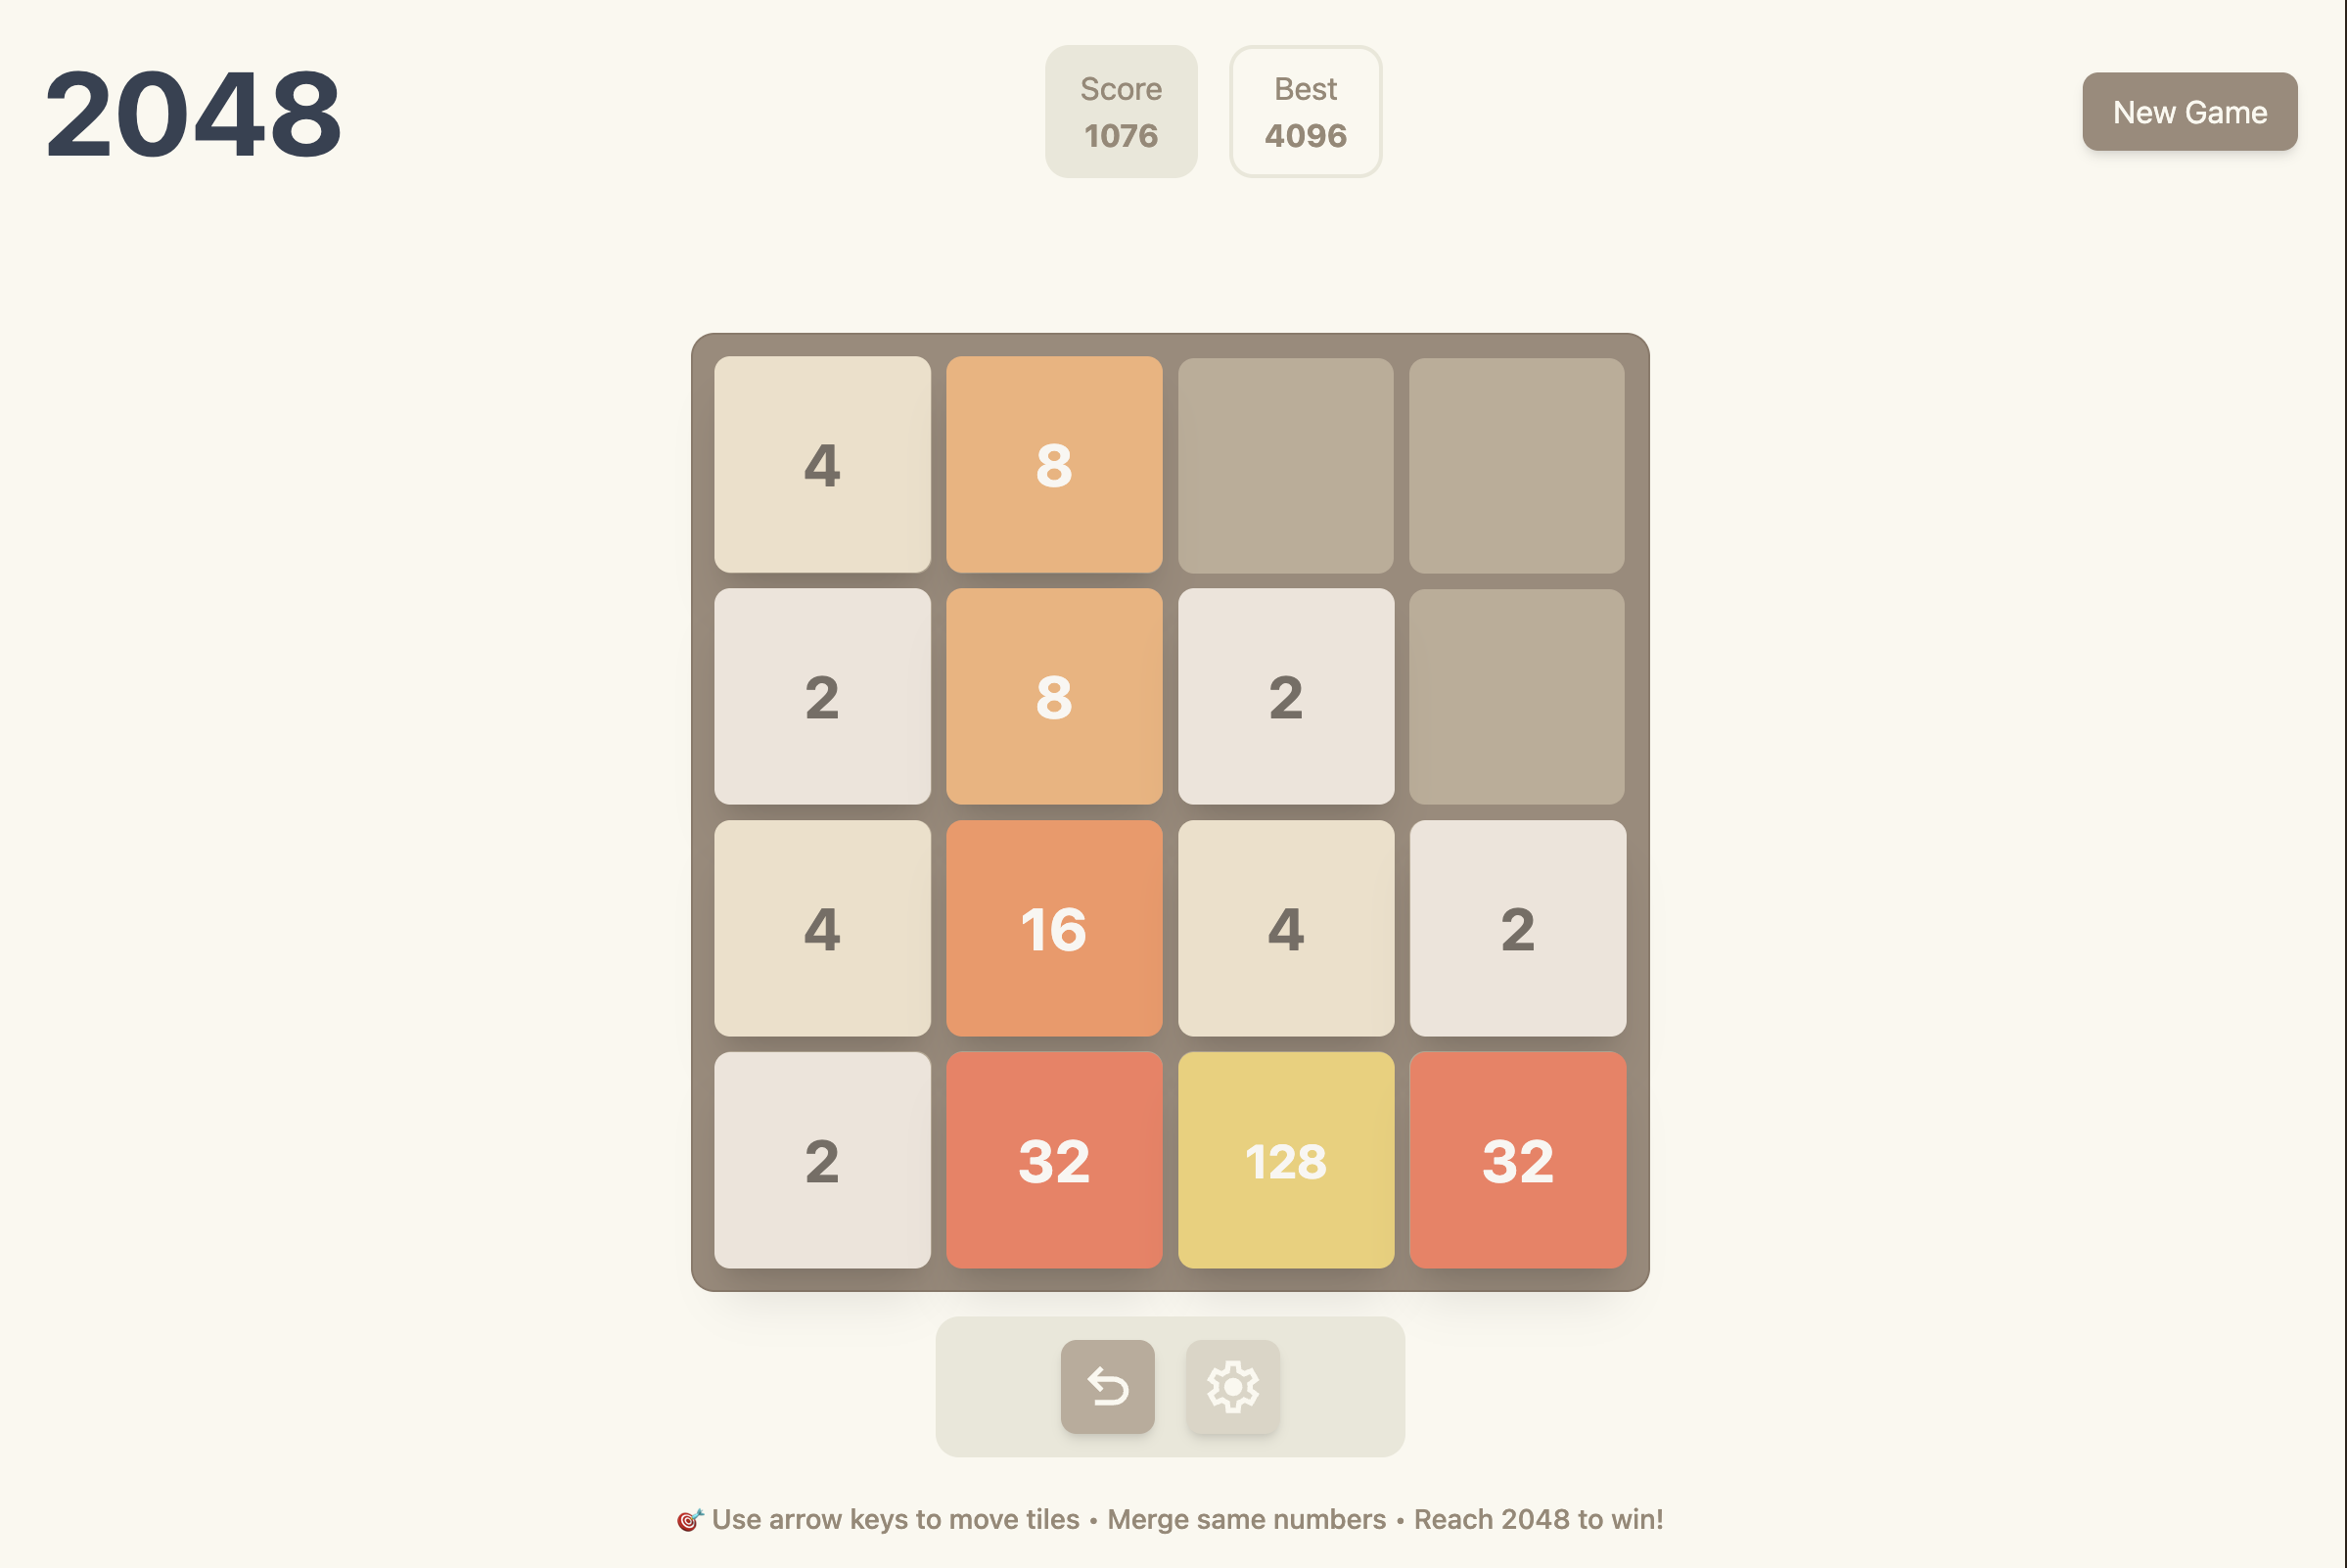 2048
Score
1076
Best
4096
New Game
4 8
2 8 2
4 16 4 2
2 32 128 32
Use arrow keys to move tiles • Merge same numbers • Reach 2048 to win!